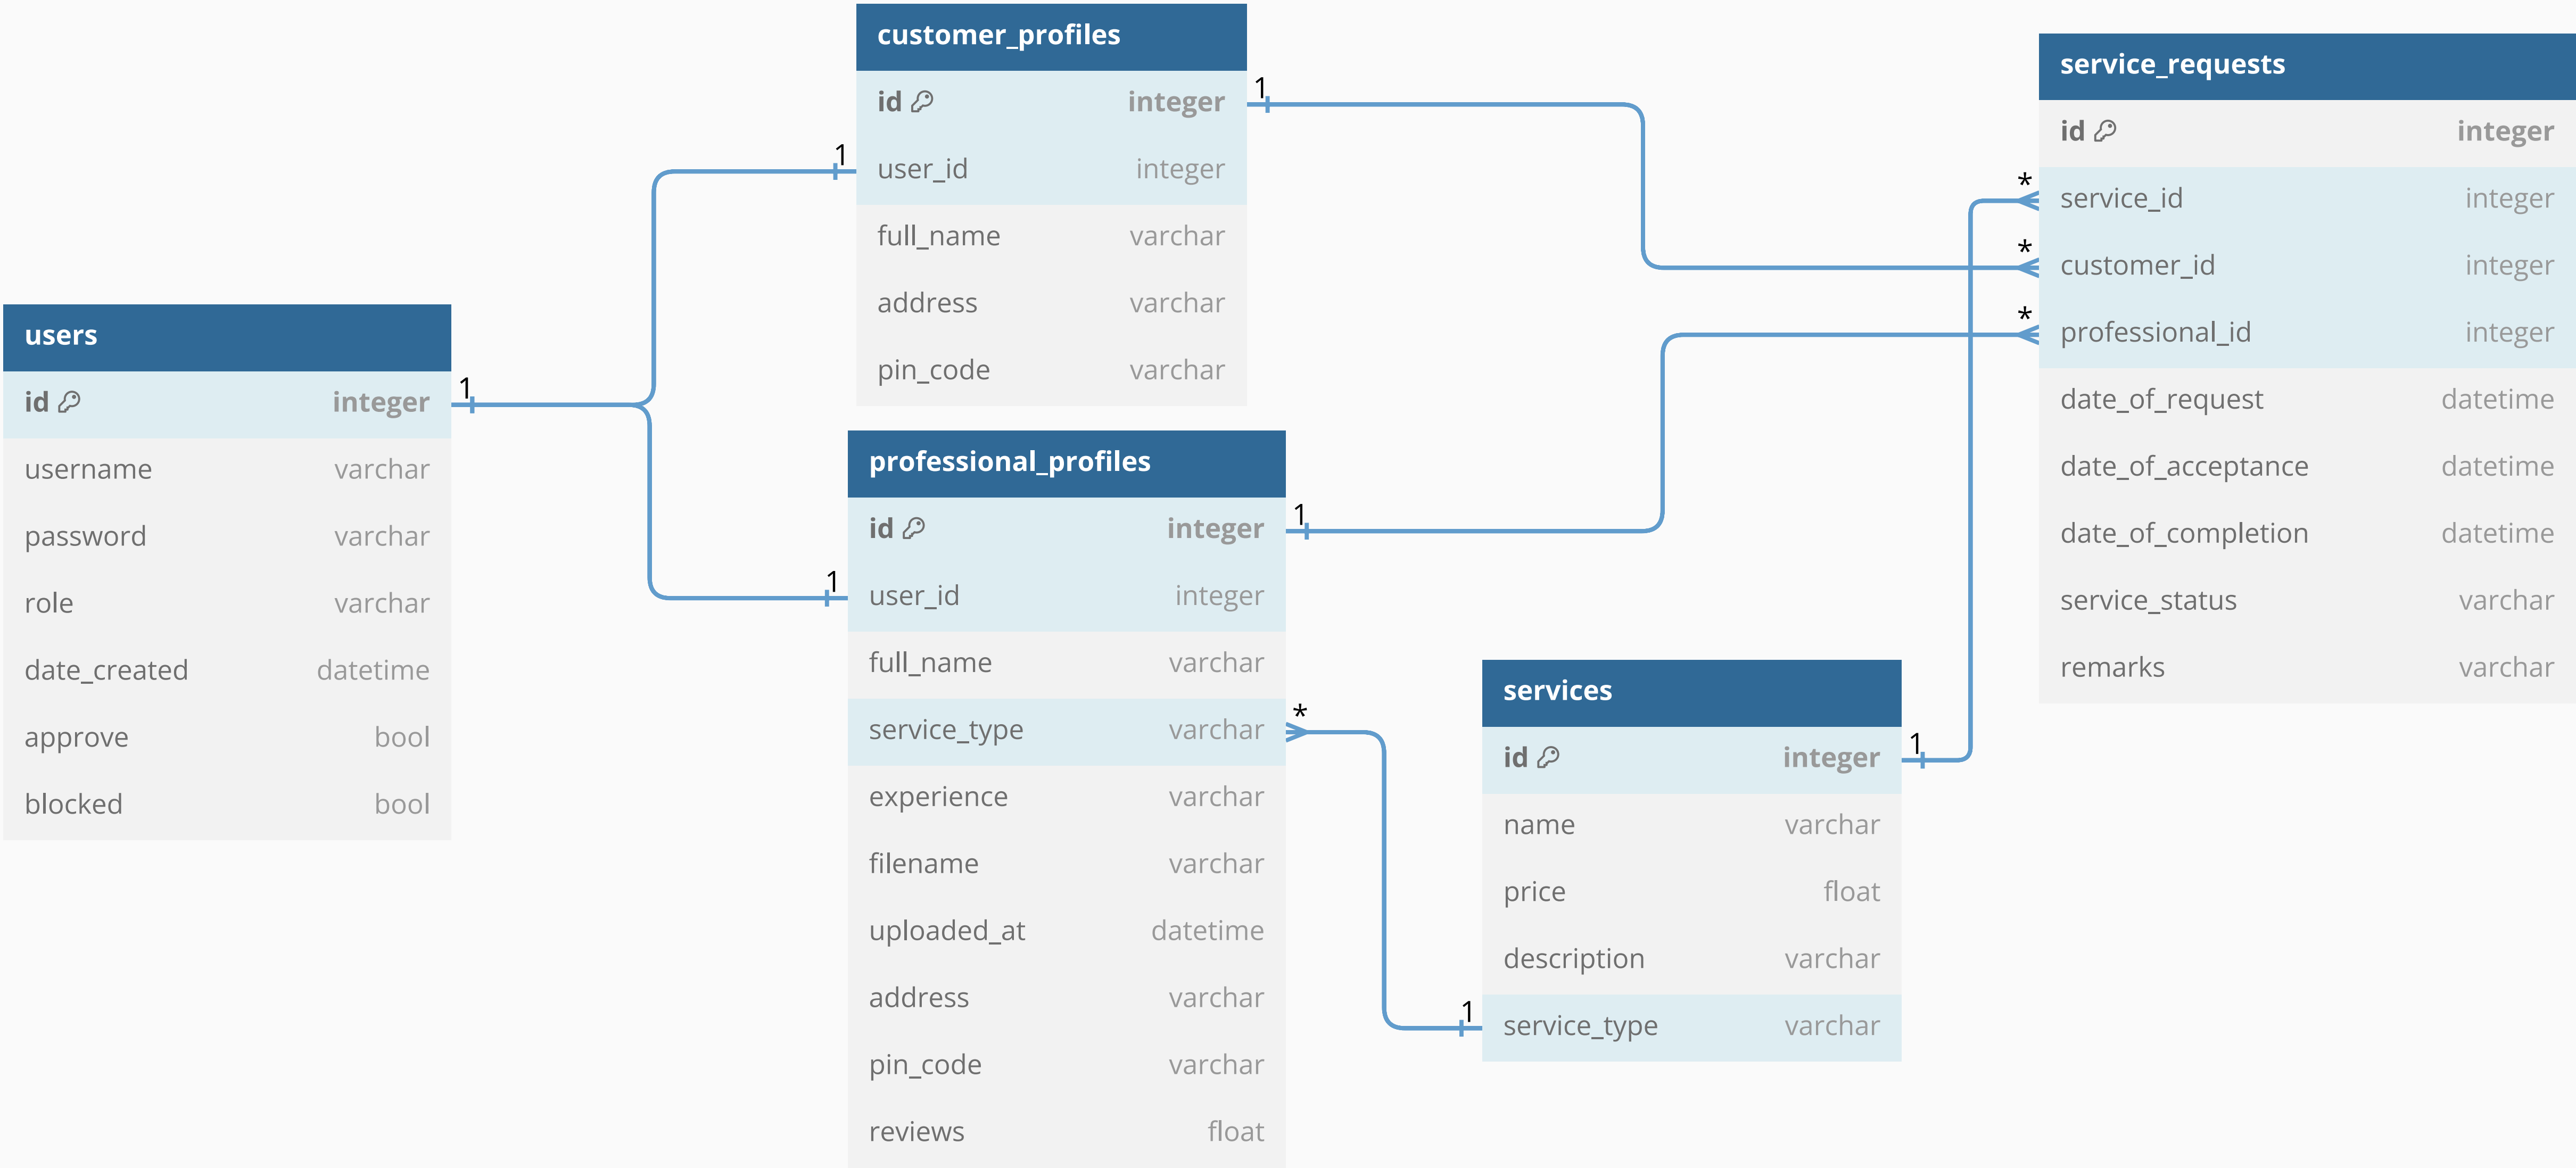 customer_profiles
id integer
user_id integer
full_name varchar
address varchar
pin_code varchar
service_requests
id integer
service_id integer
customer_id integer
professional_id integer
date_of_request datetime
date_of_acceptance datetime
date_of_completion datetime
service_status varchar
remarks varchar
users
id integer
username varchar
password varchar
role varchar
date_created datetime
approve bool
blocked bool
professional_profiles
id integer
user_id integer
full_name varchar
service_type varchar
experience varchar
filename varchar
uploaded_at datetime
address varchar
pin_code varchar
reviews float
services
id integer
name varchar
price float
description varchar
service_type varchar
1
1
1
1
1
1
1
*
*
*
*